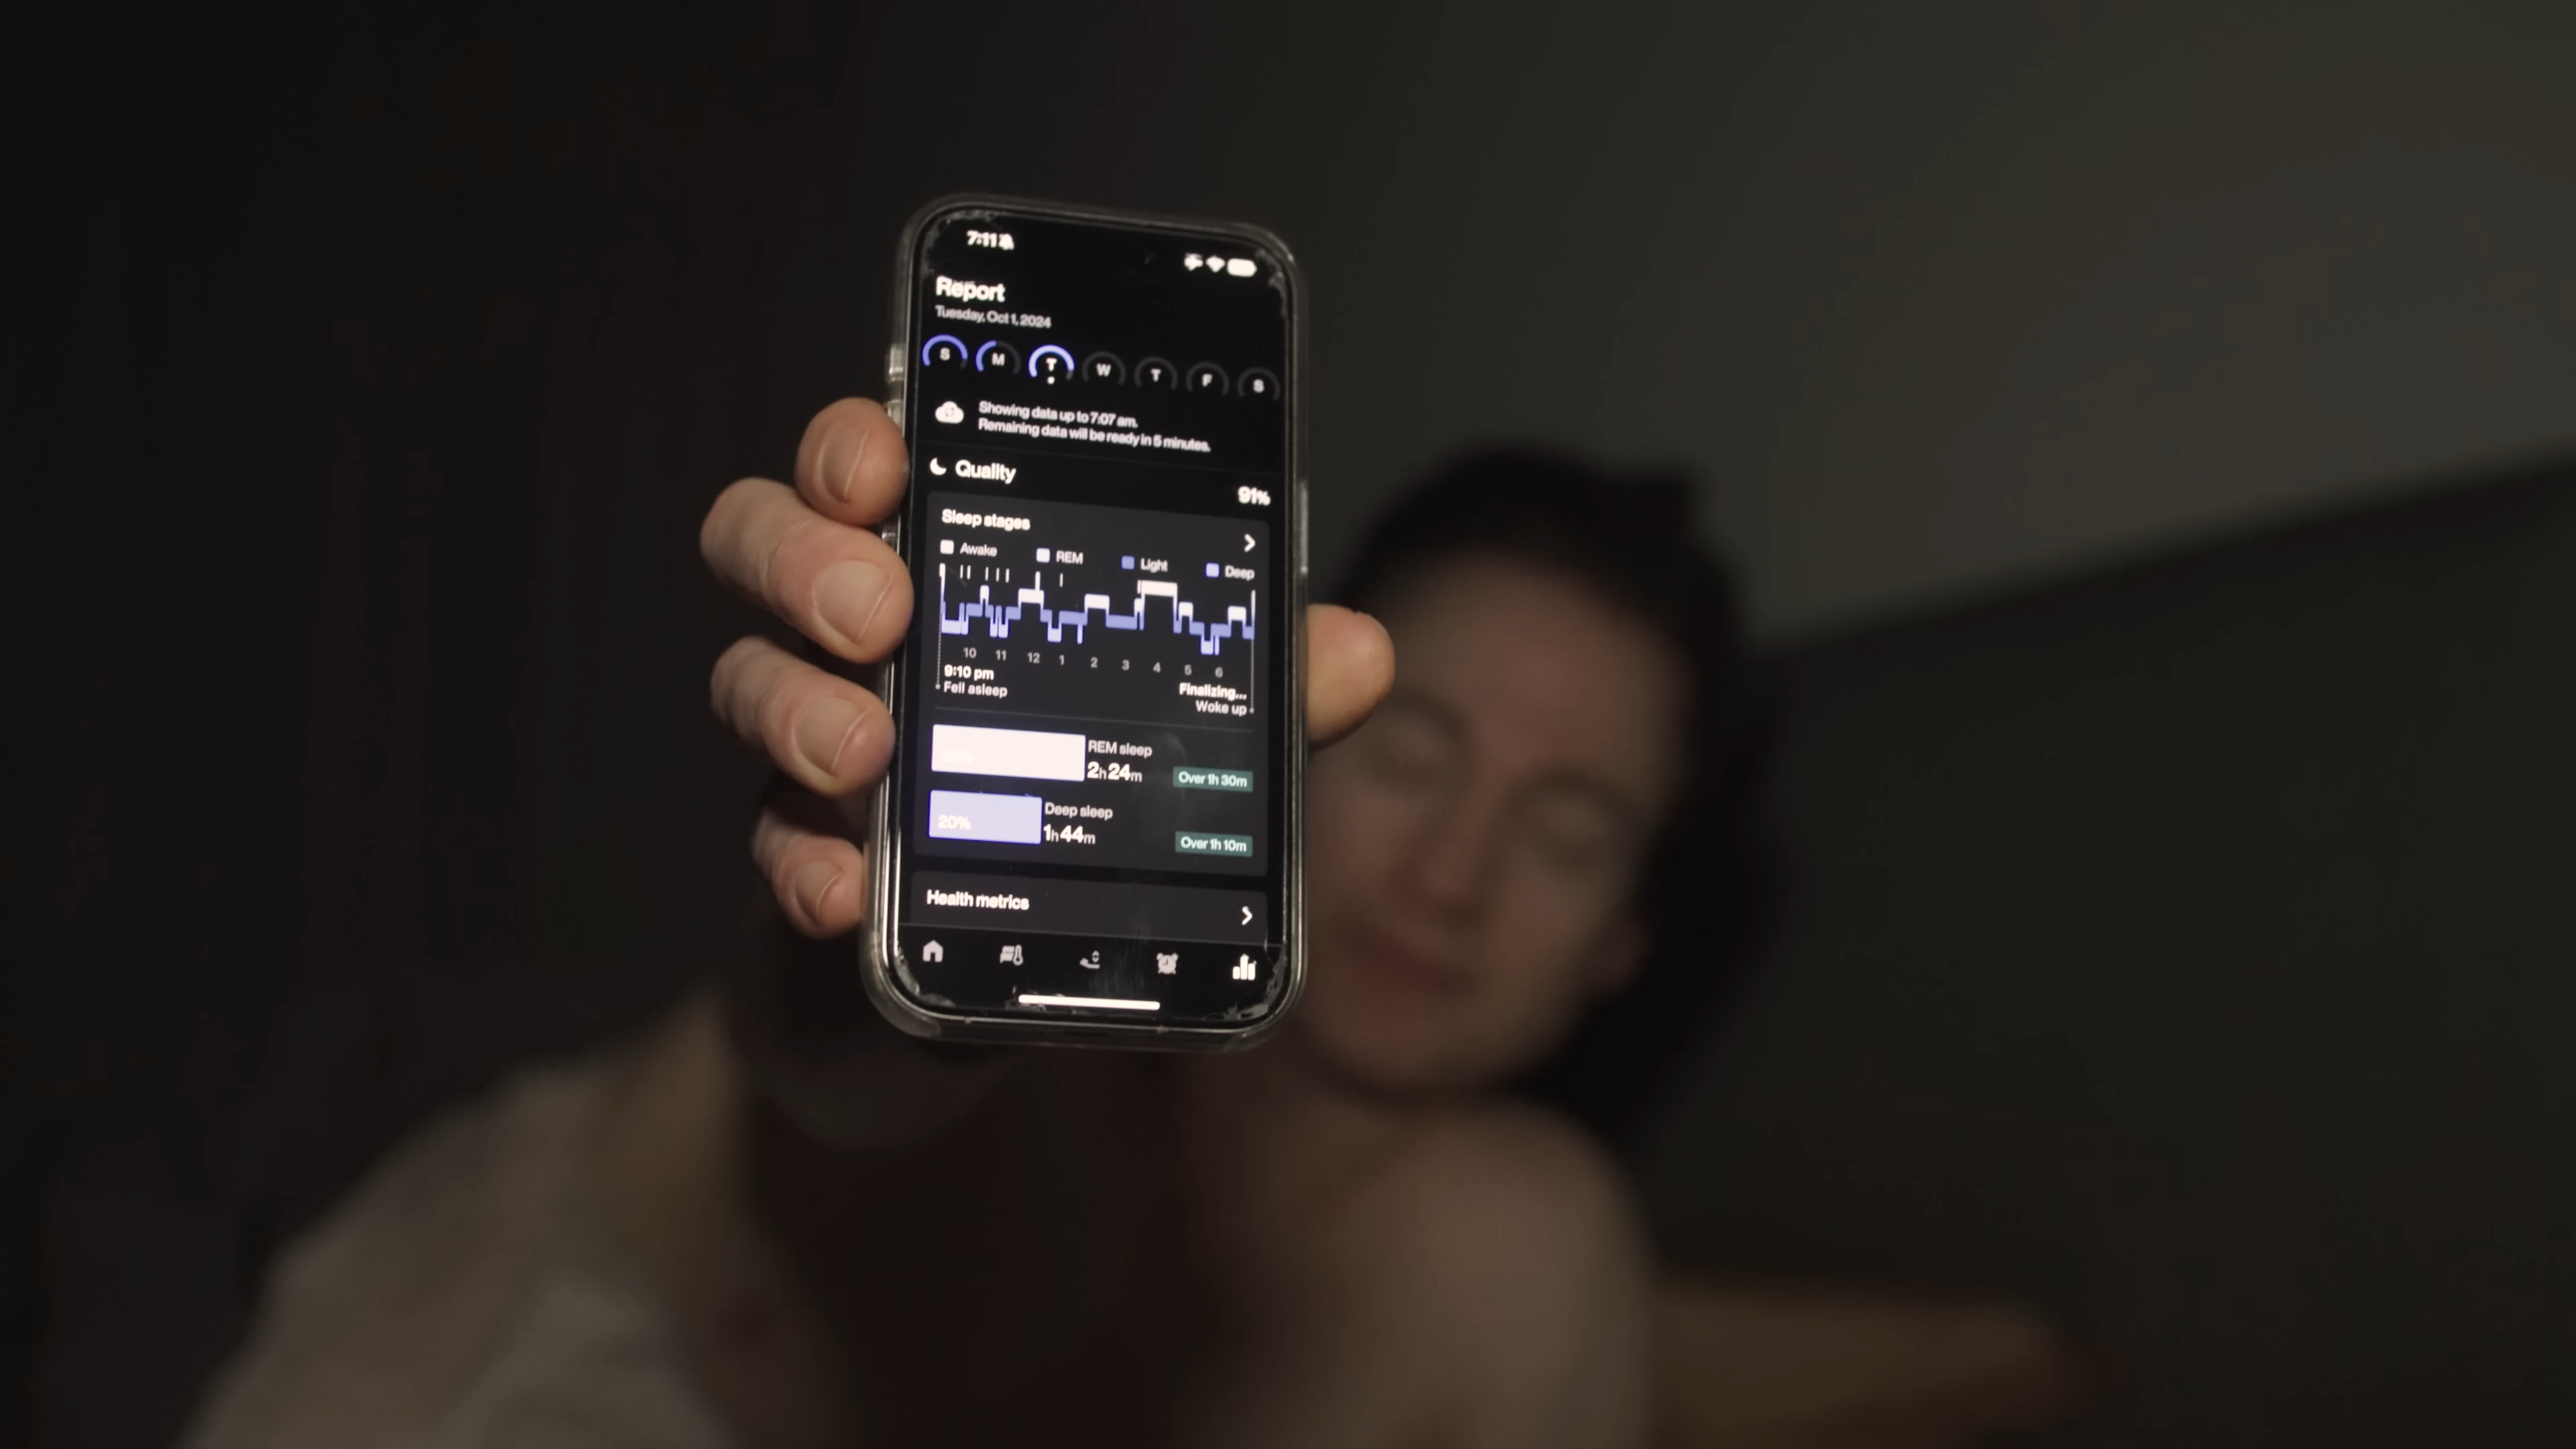 7:11
Report
Tuesday, Oct 1, 2024
S M T W T F S
Showing data up to 7:07 am.
Remaining data will be ready in 5 minutes.
Quality
91%
Sleep stages
Awake REM Light Deep
10 11 12 1 2 3 4 5 6
9:10 pm
Fell asleep
Finalizing...
Woke up
REM sleep
2h 24m
Over 1h 30m
20%
Deep sleep
1h 44m
Over 1h 10m
Health metrics